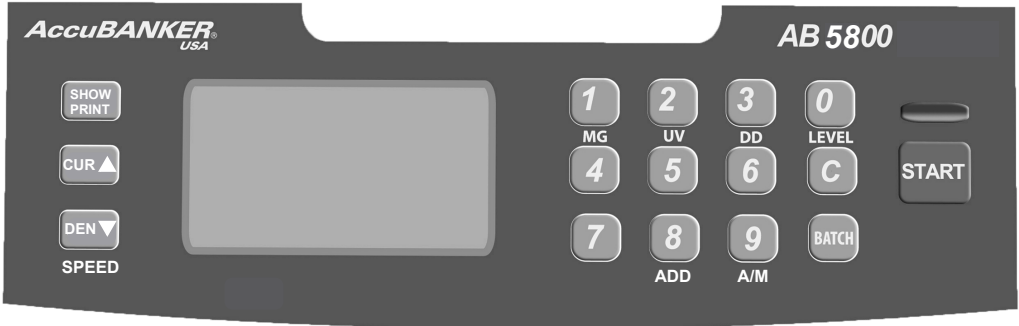 AccuBANKER®
USA
AB 5800
SHOW
PRINT
CUR ▲
DEN ▼
SPEED
1 2 3 0
MG UV DD LEVEL
4 5 6 C
7 8 9 BATCH
ADD A/M
START